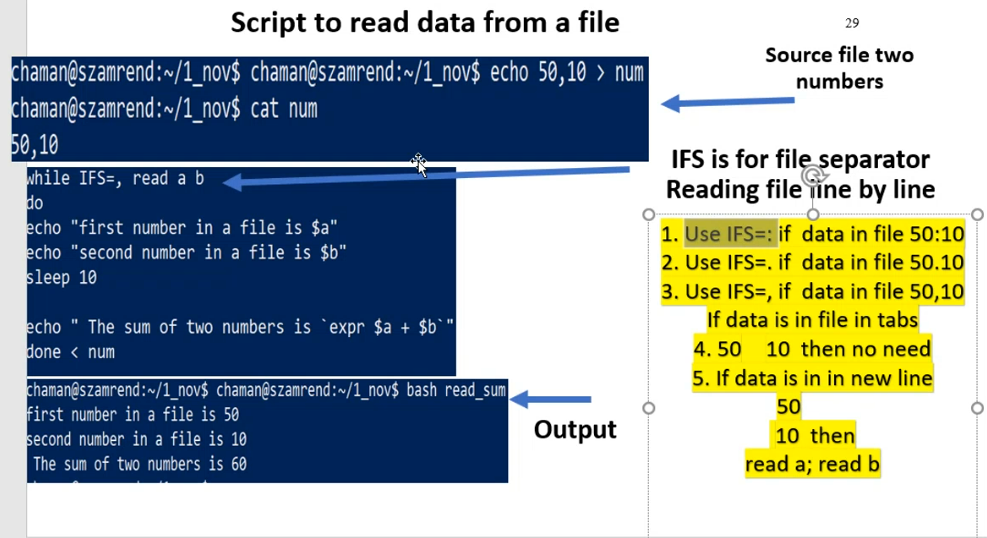 Script to read data from a file
29
Source file two
numbers
chaman@szamrend:~/1_nov$ chaman@szamrend:~/1_nov$ echo 50,10 > num
chaman@szamrend:~/1_nov$ cat num
50,10
IFS is for file separator
Reading file line by line
while IFS=, read a b
do
echo "first number in a file is $a"
echo "second number in a file is $b"
sleep 10
echo " The sum of two numbers is `expr $a + $b`"
done < num
1. Use IFS=: if data in file 50:10
2. Use IFS=. if data in file 50.10
3. Use IFS=, if data in file 50,10
If data is in file in tabs
4. 50 10 then no need
5. If data is in in new line
50
10 then
read a; read b
chaman@szamrend:~/1_nov$ chaman@szamrend:~/1_nov$ bash read_sum
first number in a file is 50
second number in a file is 10
The sum of two numbers is 60
Output